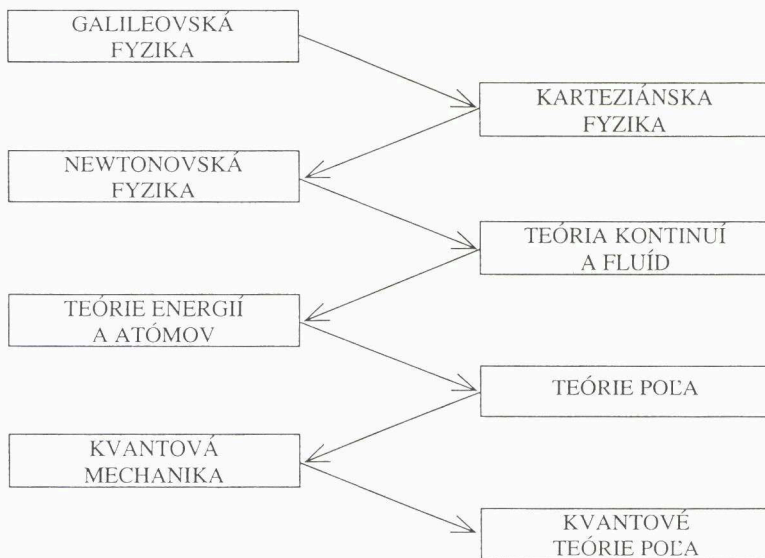 GALILEOVSKÁ
FYZIKA
KARTEZIÁNSKA
FYZIKA
NEWTONOVSKÁ
FYZIKA
TEÓRIA KONTINUÍ
A FLUÍD
TEÓRIE ENERGIÍ
A ATÓMOV
TEÓRIE POĽA
KVANTOVÁ
MECHANIKA
KVANTOVÉ
TEÓRIE POĽA